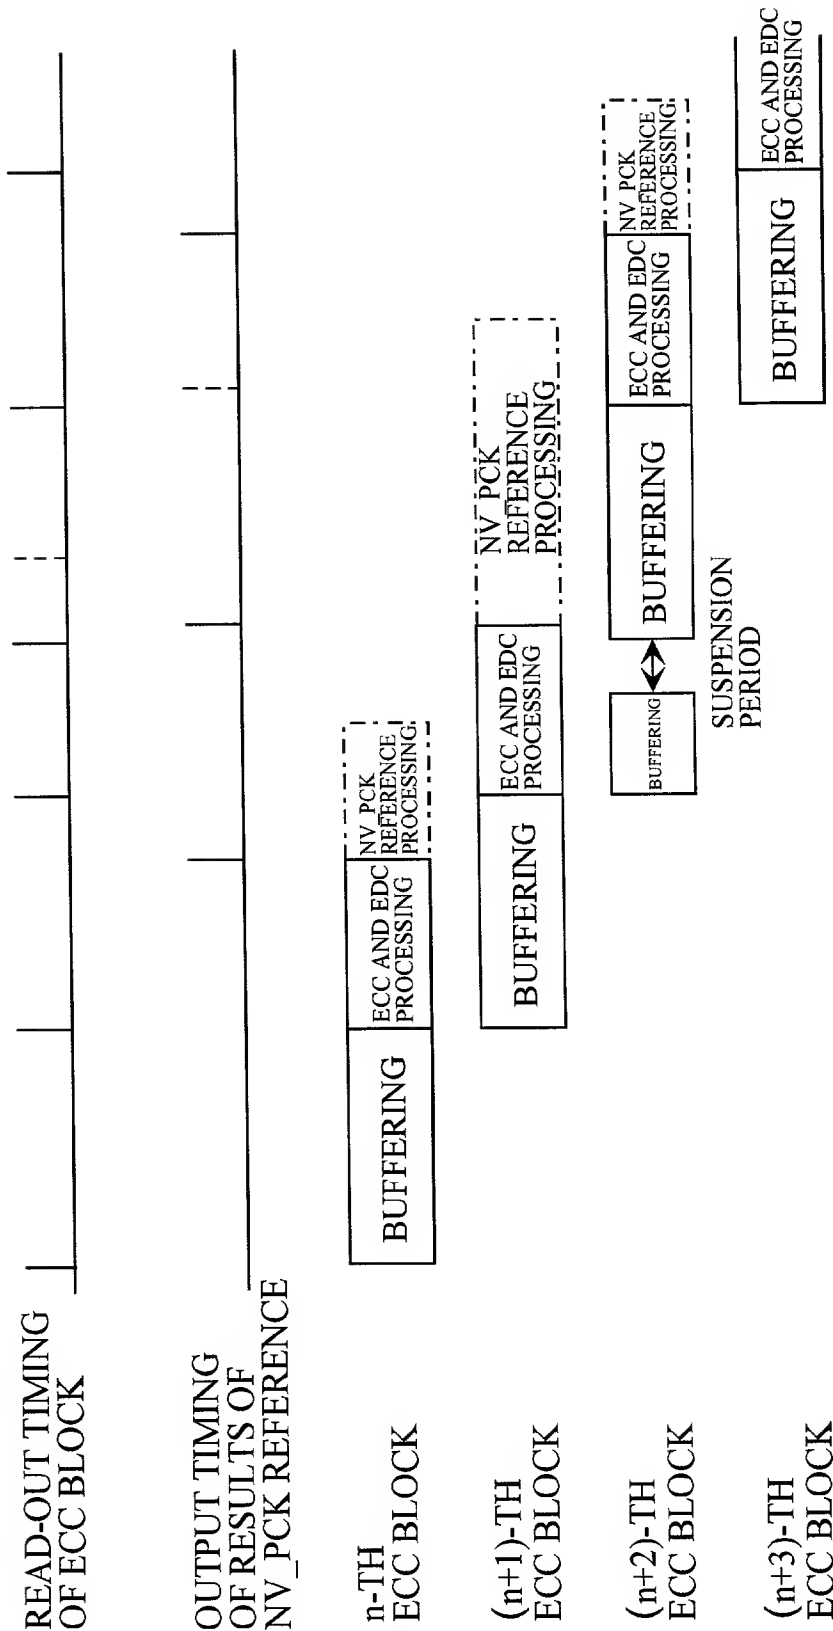 READ-OUT TIMING
OF ECC BLOCK
OUTPUT TIMING
OF RESULTS OF
NV_PCK REFERENCE
n-TH
ECC BLOCK
BUFFERING
ECC AND EDC
PROCESSING
NV_PCK
REFERENCE
PROCESSING
(n+1)-TH
ECC BLOCK
BUFFERING
ECC AND EDC
PROCESSING
NV_PCK
REFERENCE
PROCESSING
(n+2)-TH
ECC BLOCK
BUFFERING
BUFFERING
ECC AND EDC
PROCESSING
NV_PCK
REFERENCE
PROCESSING
SUSPENSION
PERIOD
(n+3)-TH
ECC BLOCK
BUFFERING
ECC AND EDC
PROCESSING